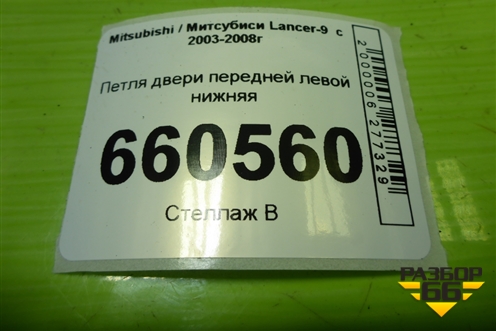 Mitsubishi / Митсубиси Lancer-9 с
2003-2008г
Петля двери передней левой
нижняя
660560
Стеллаж В
2000006277329
РАЗБОР
66